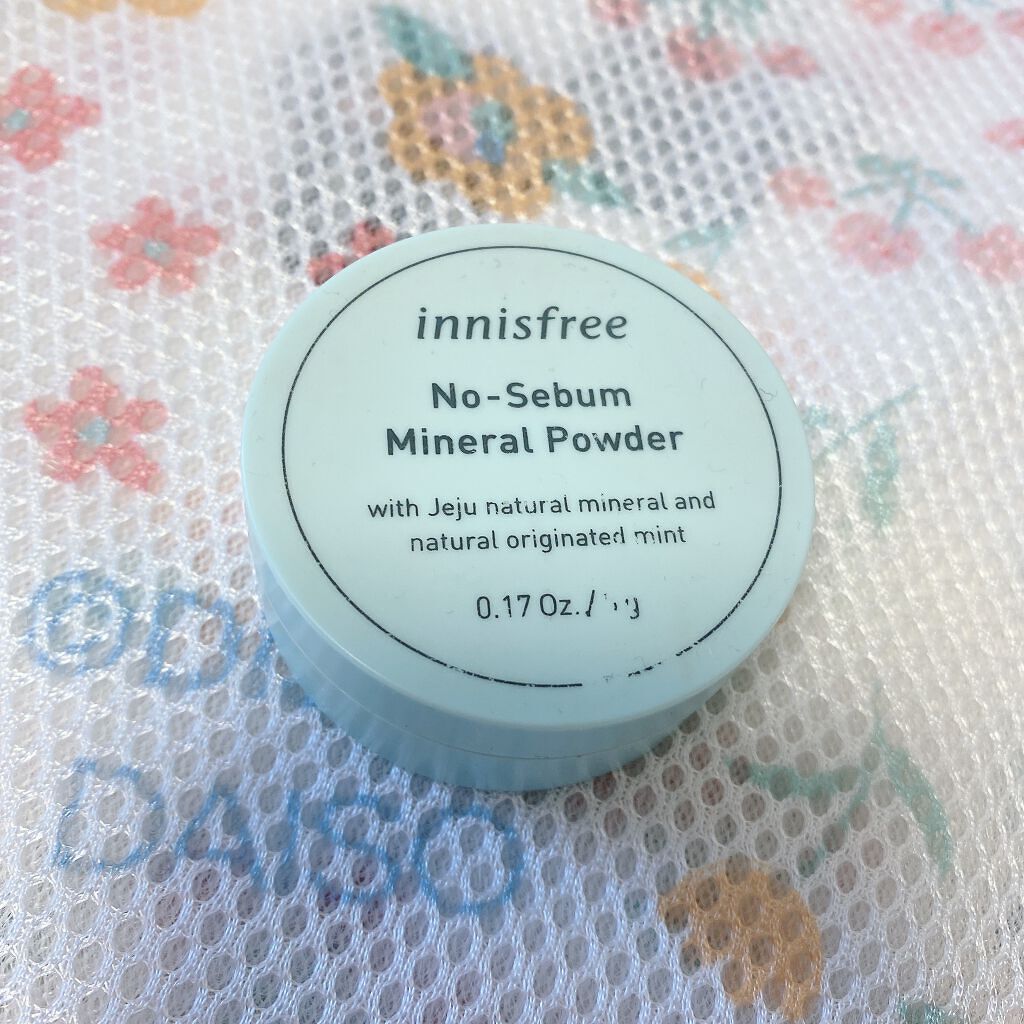 innisfree
No-Sebum
Mineral Powder
with Jeju natural mineral and
natural originated mint
0.17 Oz./
DAISO